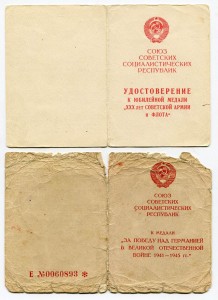 СОЮЗ
СОВЕТСКИХ
СОЦИАЛИСТИЧЕСКИХ
РЕСПУБЛИК
УДОСТОВЕРЕНИЕ
К ЮБИЛЕЙНОЙ МЕДАЛИ
„XXX лет СОВЕТСКОЙ АРМИИ
и ФЛОТА“
СОЮЗ
СОВЕТСКИХ
СОЦИАЛИСТИЧЕСКИХ
РЕСПУБЛИК
К МЕДАЛИ
„ЗА ПОБЕДУ НАД ГЕРМАНИЕЙ
В ВЕЛИКОЙ ОТЕЧЕСТВЕННОЙ
ВОЙНЕ 1941—1945 гг.“
Е №0060893 *